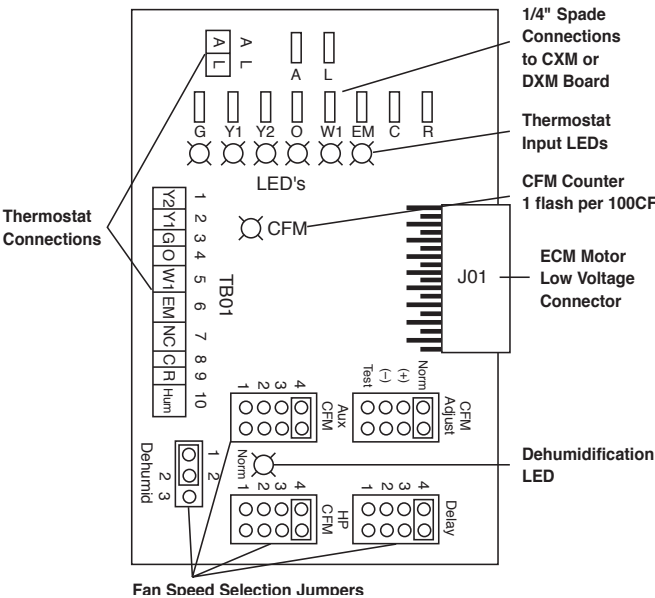 1/4" Spade
Connections
to CXM or
DXM Board
A L
A L
A L
G Y1 Y2 O W1 EM C R
Thermostat
Input LEDs
LED's
CFM Counter
1 flash per 100CF
CFM
Thermostat
Connections
Y2 Y1 G O W1 EM NC C R Hum
1 2 3 4 5 6 7 8 9 10
TB01
J01
ECM Motor
Low Voltage
Connector
1 2 3 4
Aux
CFM
Test (–) (+) Norm
CFM
Adjust
Dehumid
1
2 2
3
Norm
Dehumidification
LED
1 2 3 4
HP
CFM
1 2 3 4
Delay
Fan Speed Selection Jumpers